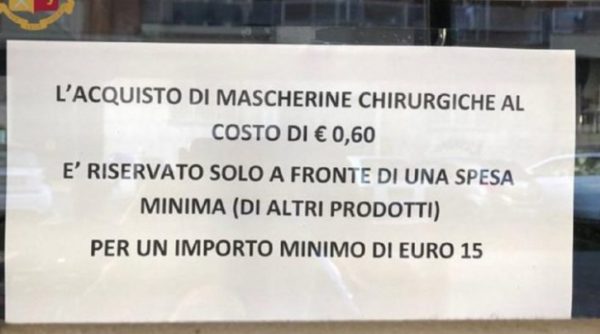 L'ACQUISTO DI MASCHERINE CHIRURGICHE AL
COSTO DI € 0,60
E' RISERVATO SOLO A FRONTE DI UNA SPESA
MINIMA (DI ALTRI PRODOTTI)
PER UN IMPORTO MINIMO DI EURO 15